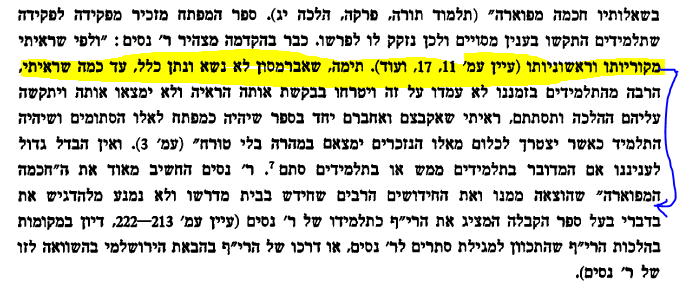 בשאלותיו חכמה מפוארה״ (תלמוד תורה, פרקה, הלכה יג). ספר המפתח מזכיר מפקידה לפקידה
שתלמידים התקשו בענין מסויים ולכן נזקק לו לפרשו. כבר בהקדמה מצהיר ר׳ נסים: ״ולפי שראיתי
מקוריותו וראשוניותו (עיין עמ׳ 11, 17, ועוד). תימה, שאברמסון לא נשא ונתן כלל, עד כמה שראיתי,
הרבה מהתלמידים בזמננו לא עמדו על זה ויטרחו בבקשת אותה הראיה ולא ימצאו אותה ויתקשה
עליהם ההלכה ותסתתם, ראיתי שאקבצם ואחברם יחד בספר שיהיה כמפתח לאלו הסתומים ושיהיה
התלמיד כאשר יצטרך לכלום מאלו הנזכרים ימצאם במהרה בלי טורח״ (עמ׳ 3). ואין הבדל גדול
לעניננו אם המדובר בתלמידים ממש או בתלמידים סתם 7. ר׳ נסים החשיב מאוד את ה״חכמה
המפוארה״ שהוצאה ממנו ואת החידושים הרבים שחידש בבית מדרשו ולא נמנע מלהדגיש את
בדברי בעל ספר הקבלה המציג את הרי״ף כתלמידו של ר׳ נסים (עיין עמ׳ 213—222, דיון במקומות
בהלכות הרי״ף שהתכוון למגילת סתרים לר׳ נסים, או דרכו של הרי״ף בהבאת הירושלמי בהשוואה לזו
של ר׳ נסים).